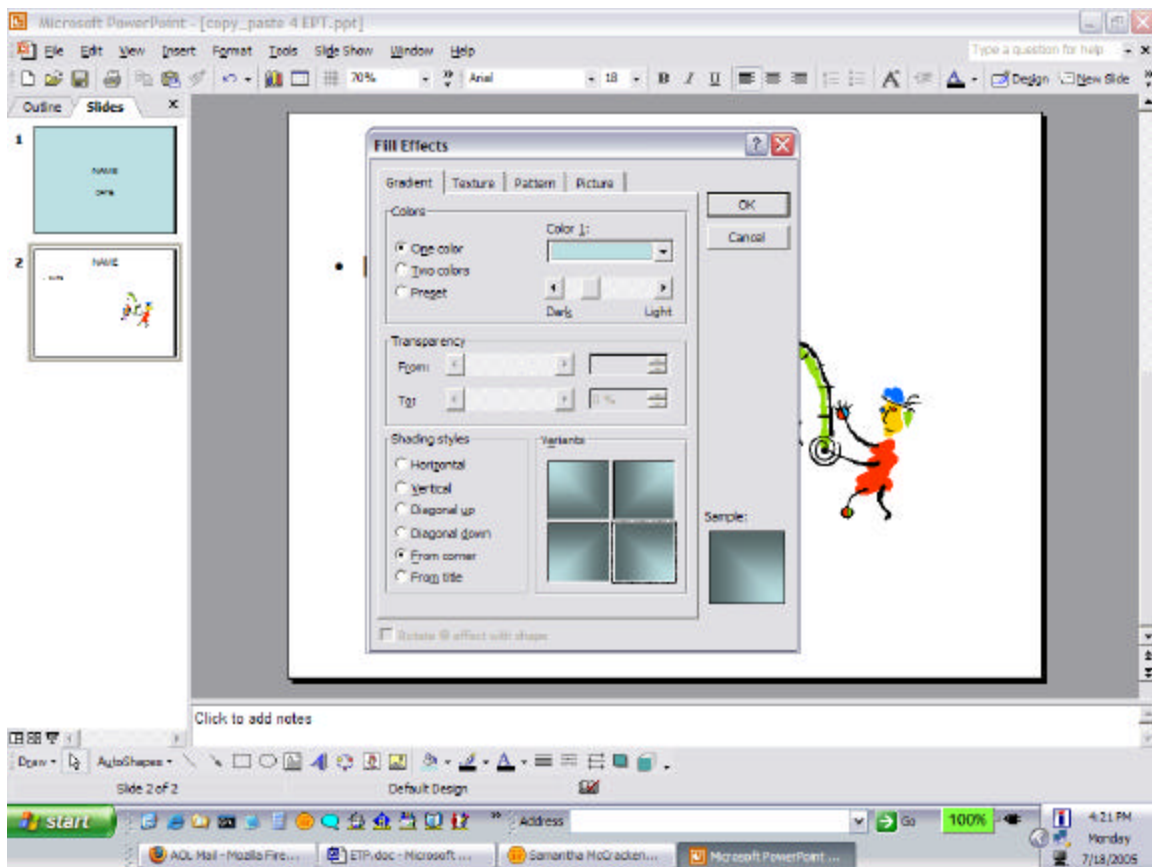 Microsoft PowerPoint - [copy_paste 4 EPT.ppt]
File Edit View Insert Format Tools Slide Show Window Help Type a question for help
70% Arial 18 B I U A A Design New Slide
Outline Slides x
1
NAME
DATE
2
NAME
Fill Effects
Gradient Texture Pattern Picture
Colors
One color
Two colors
Preset
Color 1:
Dark Light
OK
Cancel
Transparency
From:
To:
0 %
Shading styles
Horizontal
Vertical
Diagonal up
Diagonal down
From corner
From title
Variants
Sample:
Rotate fill effect with shape
Click to add notes
Draw AutoShapes A
Slide 2 of 2 Default Design
start Address Go 100% 4:21 PM
Monday
AOL Mail - Mozilla Fire... ETP.doc - Microsoft ... Samantha McCracken... Microsoft PowerPoint ... 7/18/2005